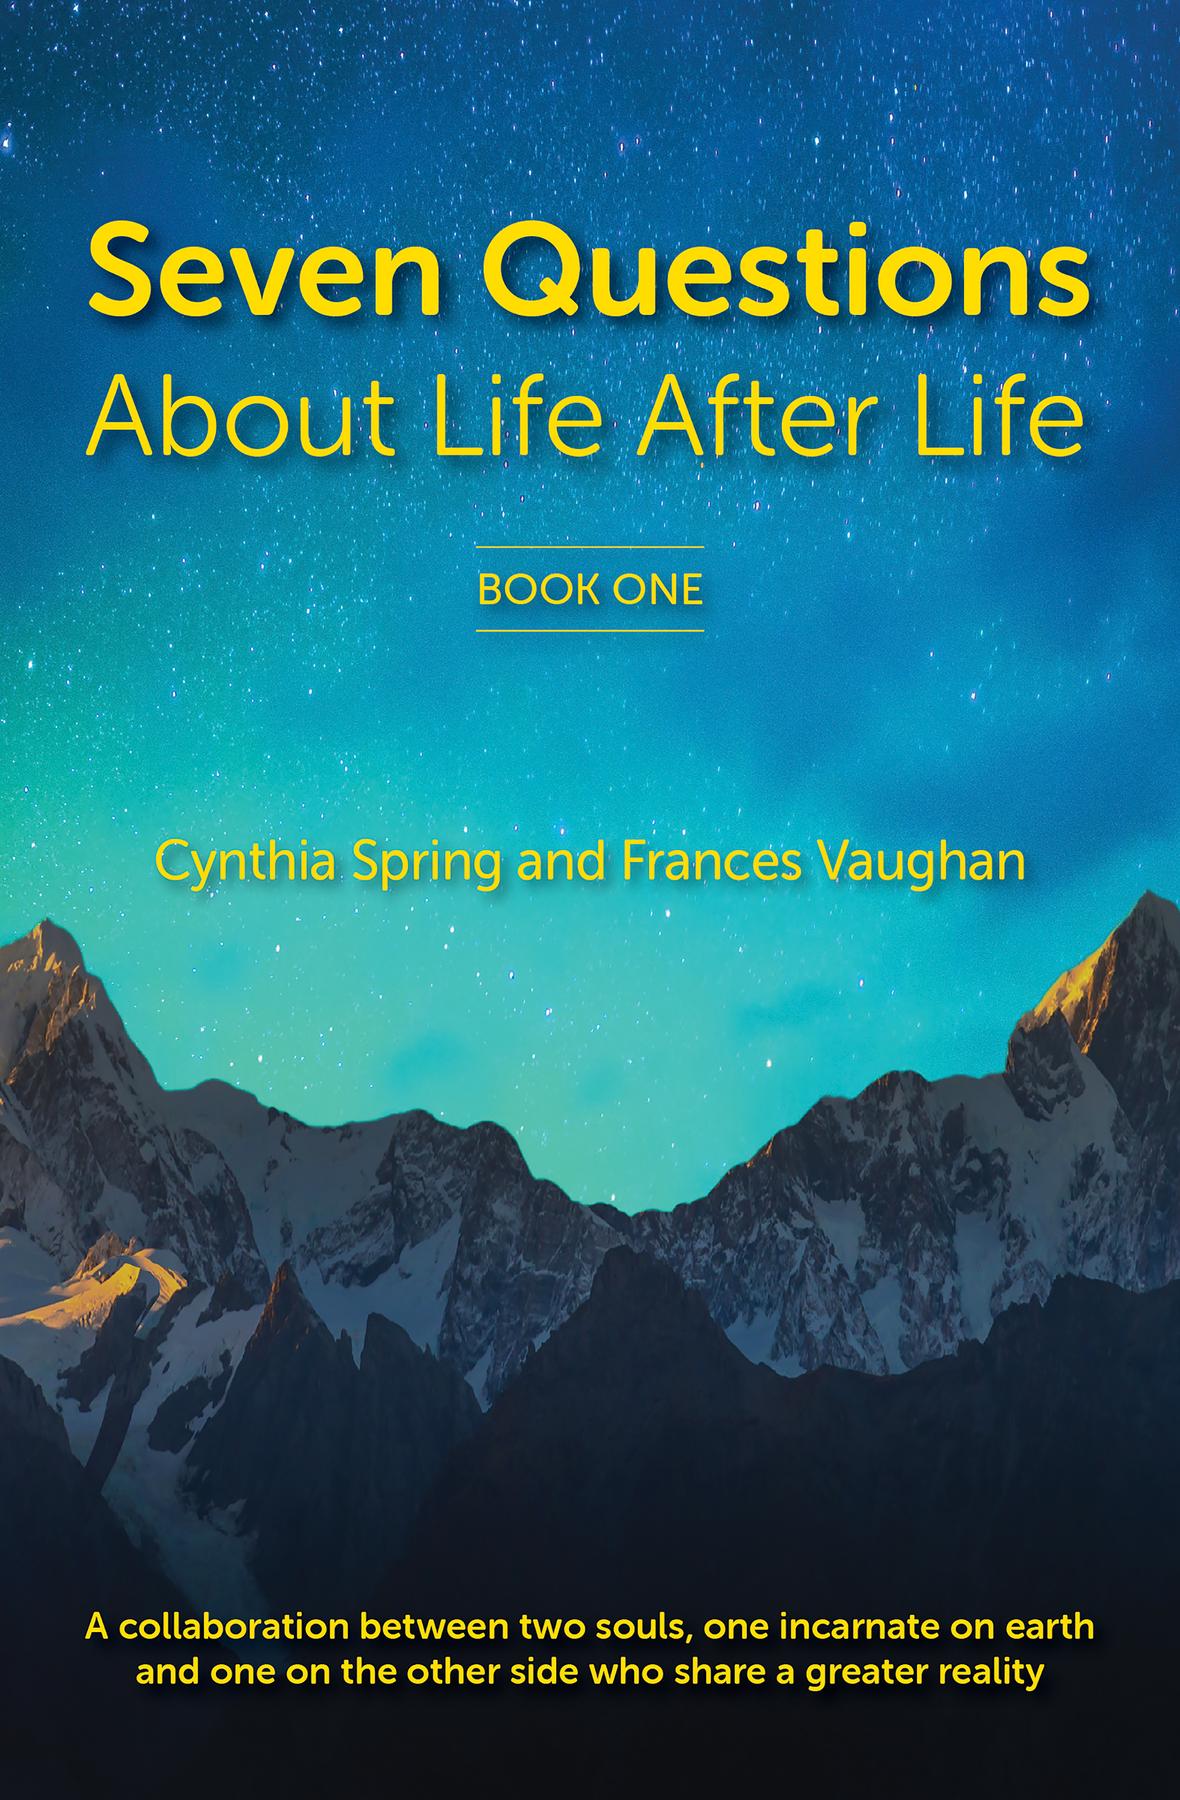 Seven Questions
About Life After Life
BOOK ONE
Cynthia Spring and Frances Vaughan
A collaboration between two souls, one incarnate on earth
and one on the other side who share a greater reality